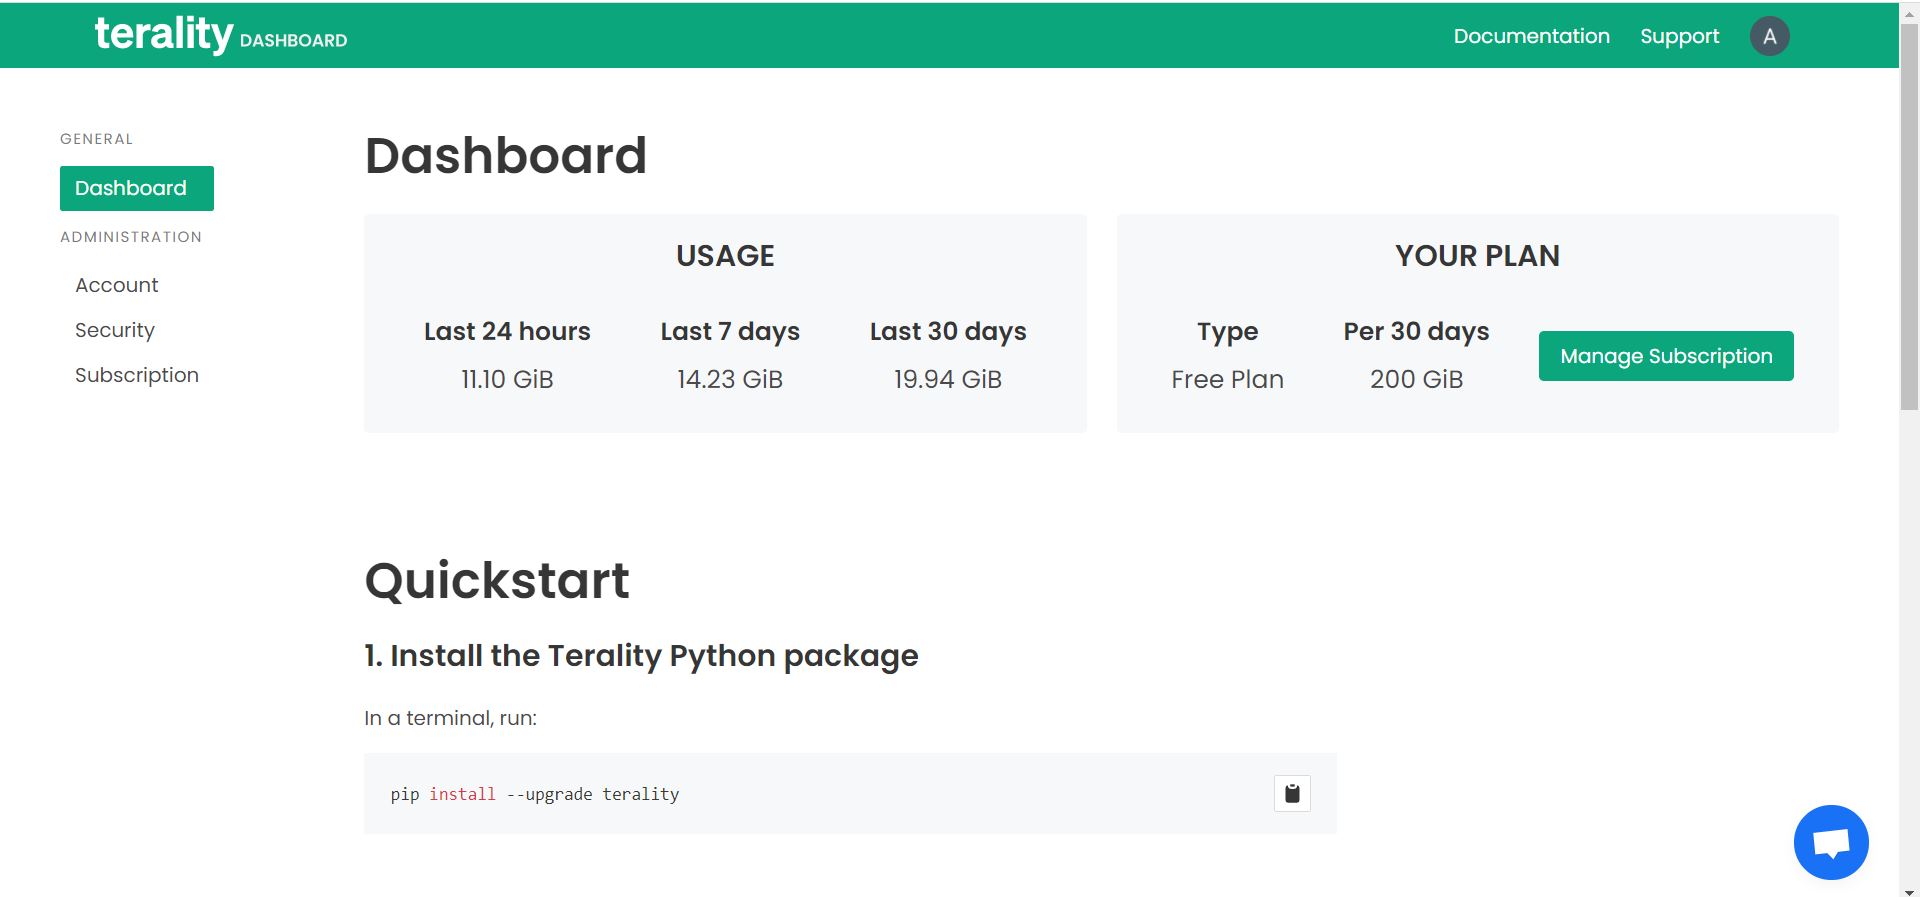 terality DASHBOARD
Documentation Support A
GENERAL
Dashboard
ADMINISTRATION
Account
Security
Subscription
Dashboard
USAGE
Last 24 hours Last 7 days Last 30 days
11.10 GiB 14.23 GiB 19.94 GiB
YOUR PLAN
Type Per 30 days
Free Plan 200 GiB
Manage Subscription
Quickstart
1. Install the Terality Python package
In a terminal, run:
pip install --upgrade terality